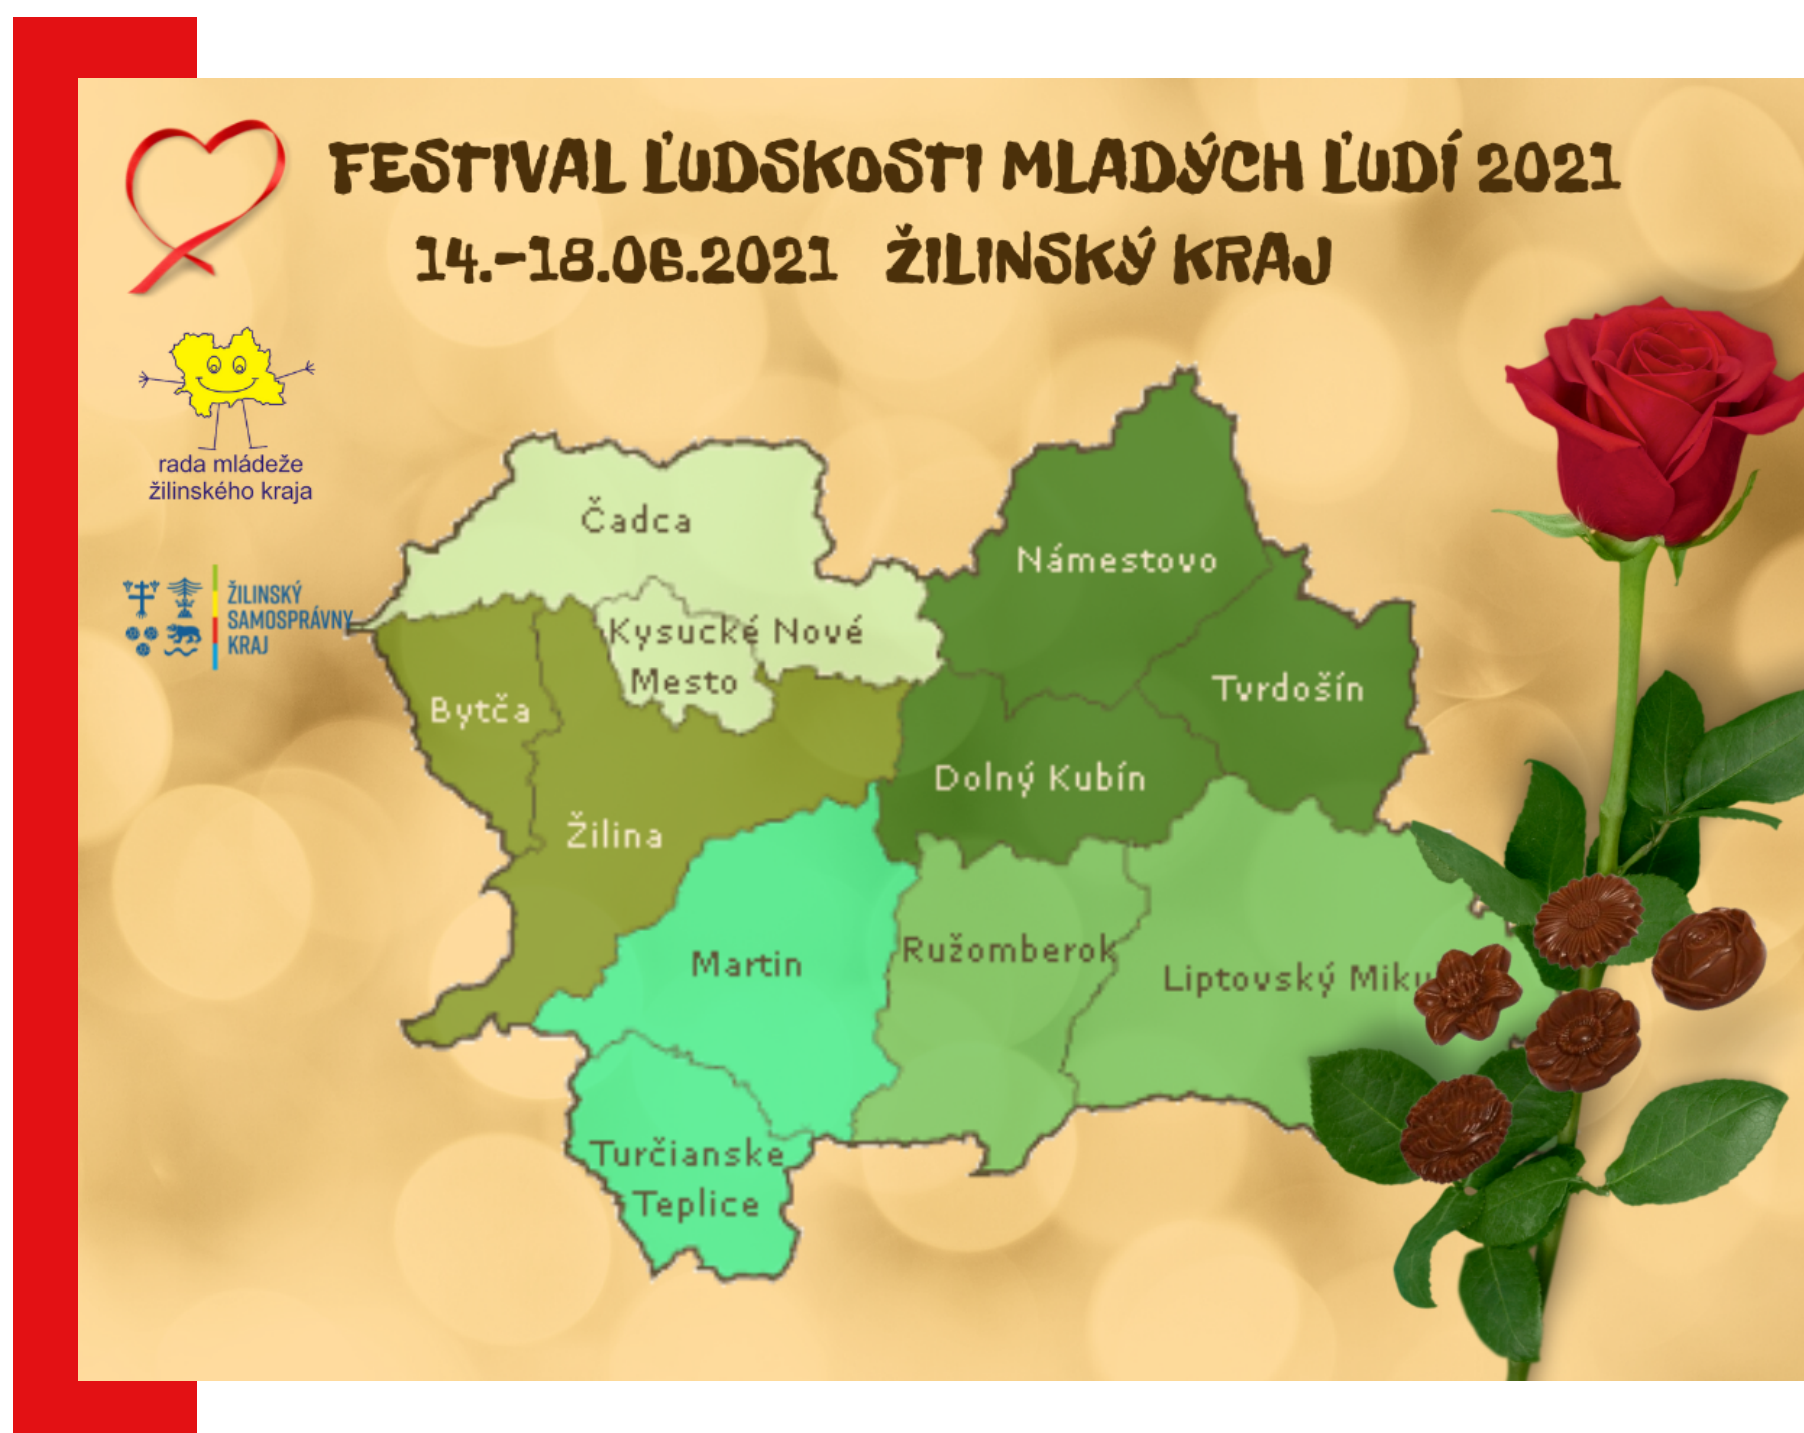 FESTIVAL ĽUDSKOSTI MLADÝCH ĽUDÍ 2021
14.-18.06.2021 ŽILINSKÝ KRAJ
rada mládeže
žilinského kraja
ŽILINSKÝ
SAMOSPRÁVNY
KRAJ
Čadca
Námestovo
Kysucké Nové
Mesto
Tvrdošín
Bytča
Dolný Kubín
Žilina
Martin
Ružomberok
Liptovský Miku
Turčianske
Teplice